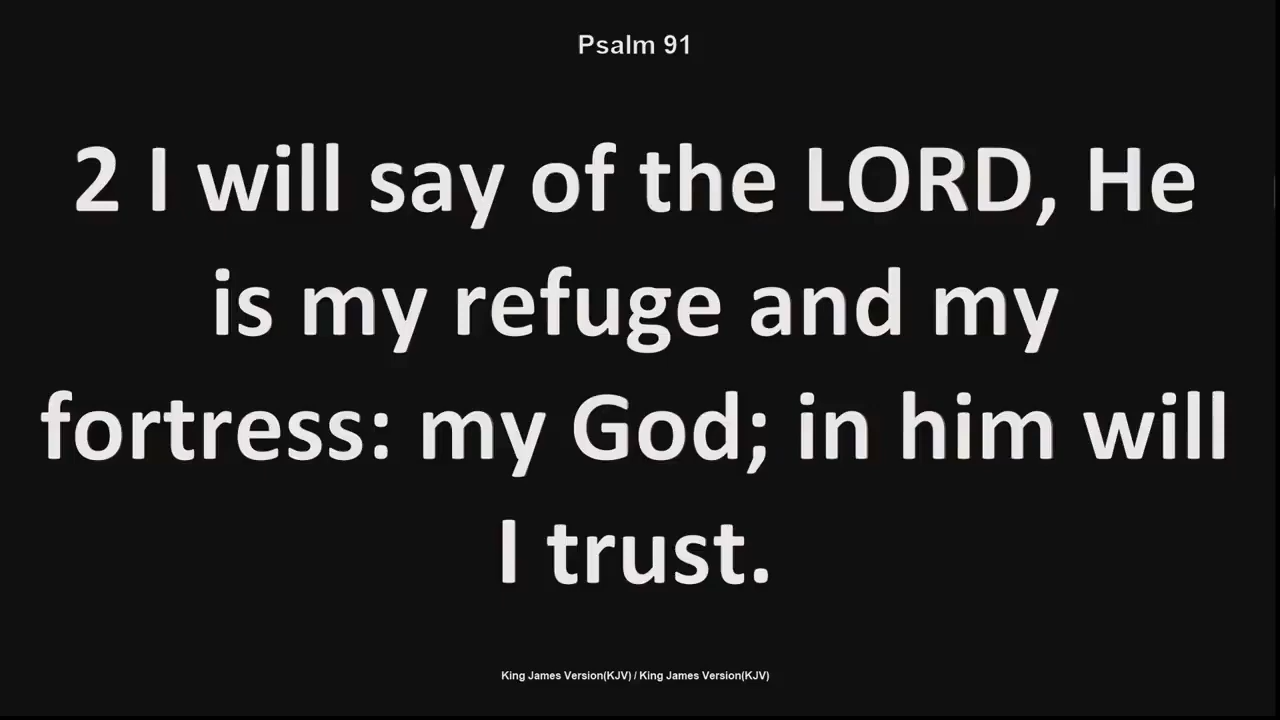 Psalm 91
2 I will say of the LORD, He
is my refuge and my
fortress: my God; in him will
I trust.
King James Version(KJV) / King James Version(KJV)